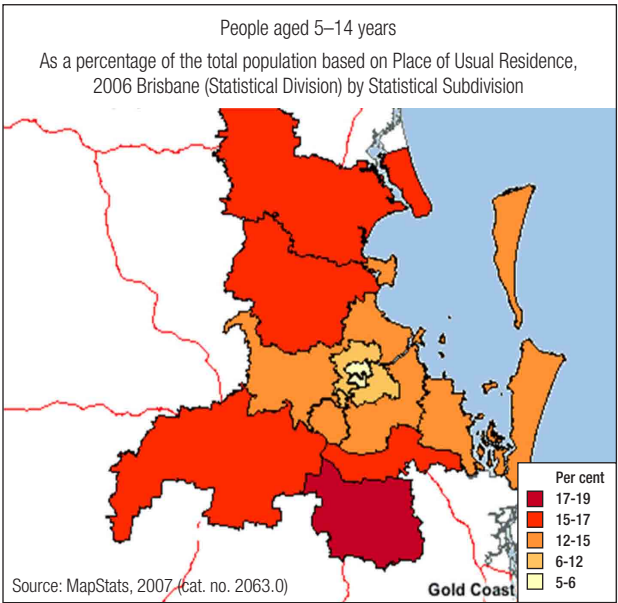 People aged 5–14 years
As a percentage of the total population based on Place of Usual Residence,
2006 Brisbane (Statistical Division) by Statistical Subdivision
Per cent
17-19
15-17
12-15
6-12
5-6
Source: MapStats, 2007 (cat. no. 2063.0)
Gold Coast